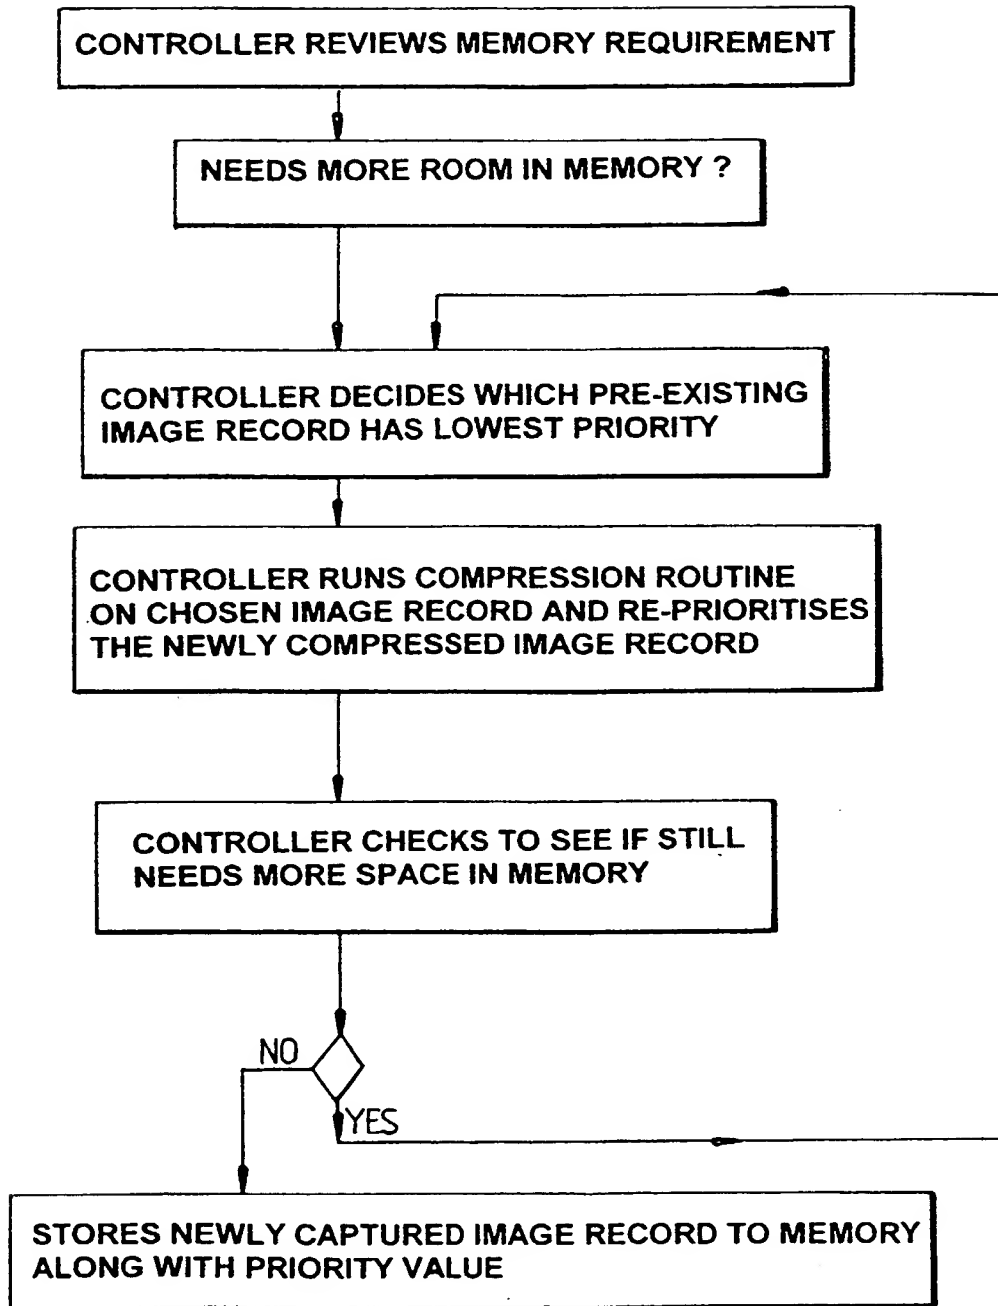 CONTROLLER REVIEWS MEMORY REQUIREMENT
NEEDS MORE ROOM IN MEMORY ?
CONTROLLER DECIDES WHICH PRE-EXISTING
IMAGE RECORD HAS LOWEST PRIORITY
CONTROLLER RUNS COMPRESSION ROUTINE
ON CHOSEN IMAGE RECORD AND RE-PRIORITISES
THE NEWLY COMPRESSED IMAGE RECORD
CONTROLLER CHECKS TO SEE IF STILL
NEEDS MORE SPACE IN MEMORY
NO
YES
STORES NEWLY CAPTURED IMAGE RECORD TO MEMORY
ALONG WITH PRIORITY VALUE